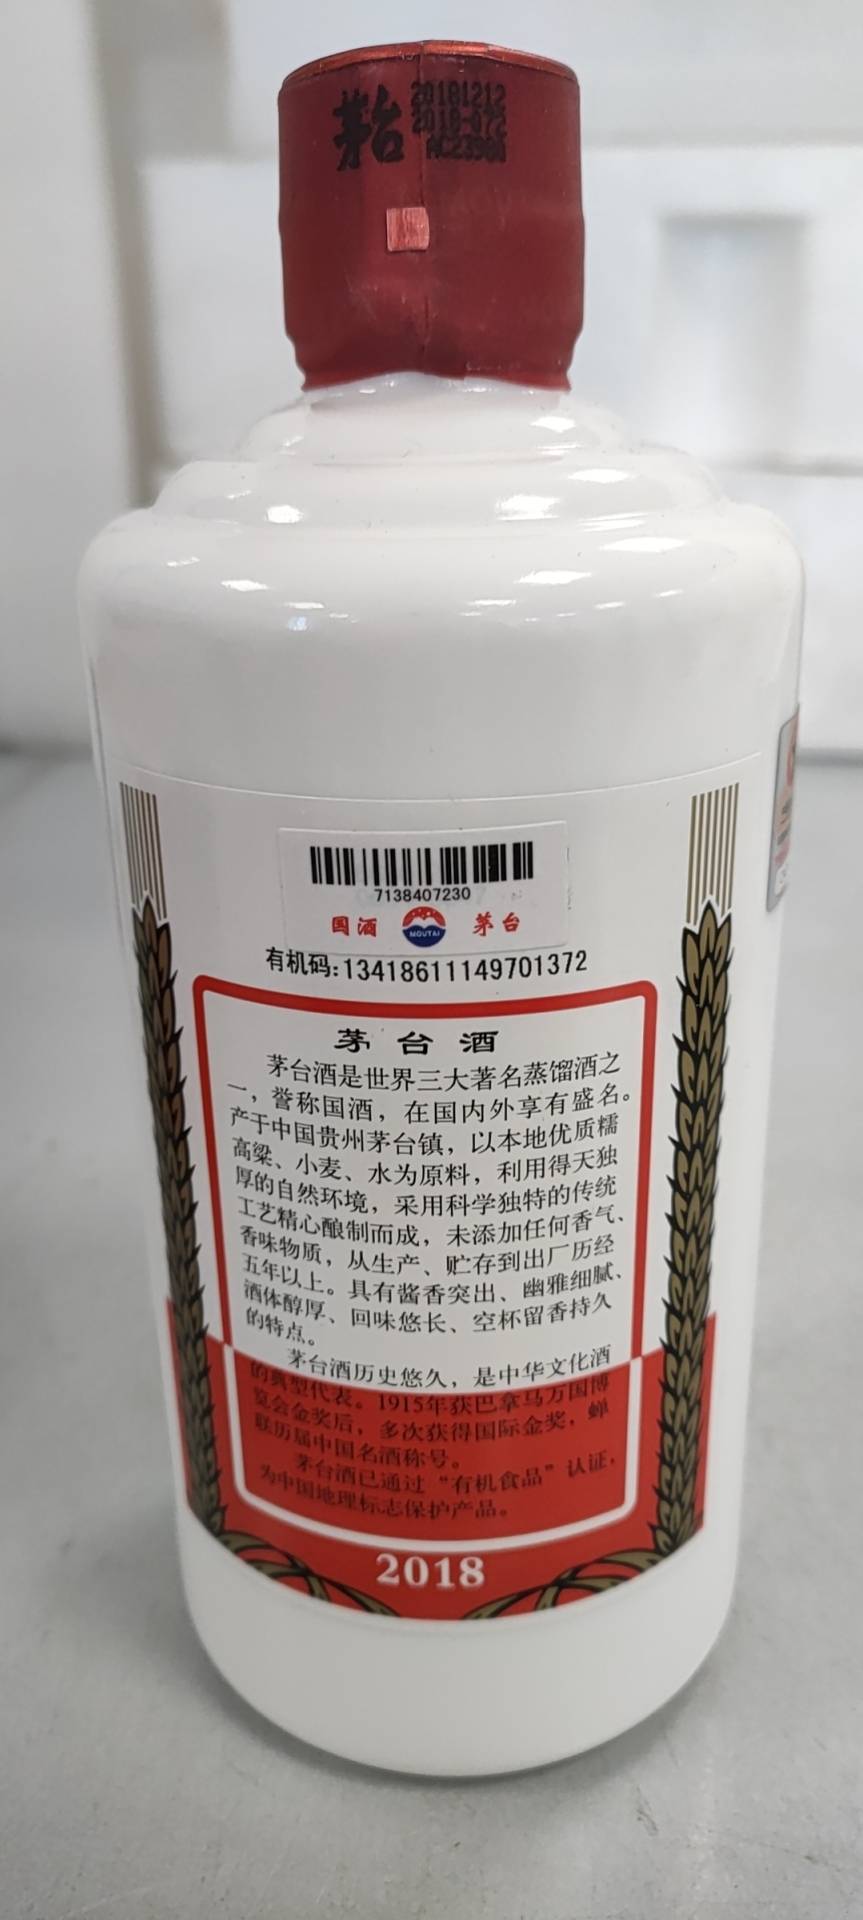 茅台
20181212
2018-072
7138407230
国酒 MOUTAI 茅台
有机码:13418611149701372
茅台酒
茅台酒是世界三大著名蒸馏酒之
一，誉称国酒，在国内外享有盛名。
产于中国贵州茅台镇，以本地优质糯
高粱、小麦、水为原料，利用得天独
厚的自然环境，采用科学独特的传统
工艺精心酿制而成，未添加任何香气、
香味物质，从生产、贮存到出厂历经
五年以上。具有酱香突出、幽雅细腻、
酒体醇厚、回味悠长、空杯留香持久
的特点。
茅台酒历史悠久，是中华文化酒
的典型代表。1915年获巴拿马万国博
览会金奖后，多次获得国际金奖，蝉
联历届中国名酒称号。
茅台酒已通过“有机食品”认证，
为中国地理标志保护产品。
2018